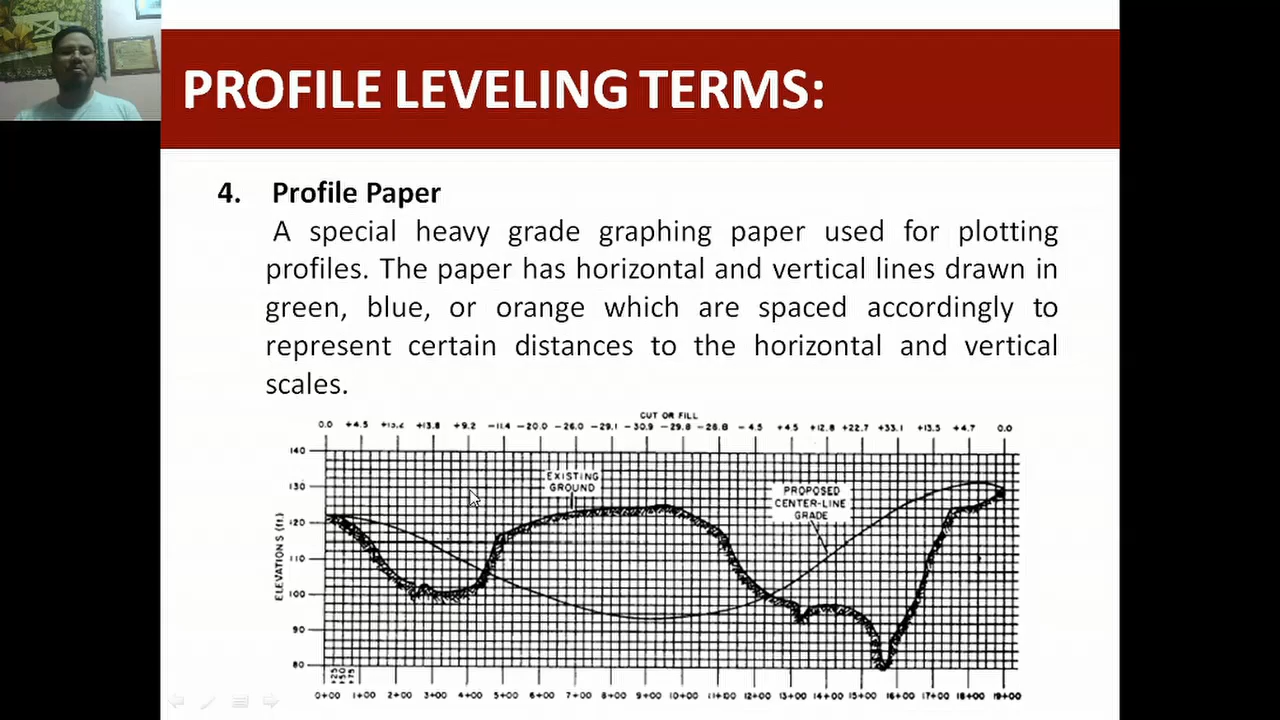 PROFILE LEVELING TERMS:
4. Profile Paper
A special heavy grade graphing paper used for plotting
profiles. The paper has horizontal and vertical lines drawn in
green, blue, or orange which are spaced accordingly to
represent certain distances to the horizontal and vertical
scales.
CUT OR FILL
0.0 +4.5 +13.8 +9.2 -11.4 -20.0 -26.0 -29.1 -30.9 -29.8 -28.8 -4.5 +4.5 +12.8 +22.7 +33.1 +13.5 +4.7 0.0
140
130
120
110
100
90
80
ELEVATIONS (ft.)
EXISTING
GROUND
PROPOSED
CENTER-LINE
GRADE
+25
+50
+75
0+00 1+00 2+00 3+00 4+00 5+00 6+00 7+00 8+00 9+00 10+00 11+00 12+00 13+00 14+00 15+00 16+00 17+00 18+00 19+00